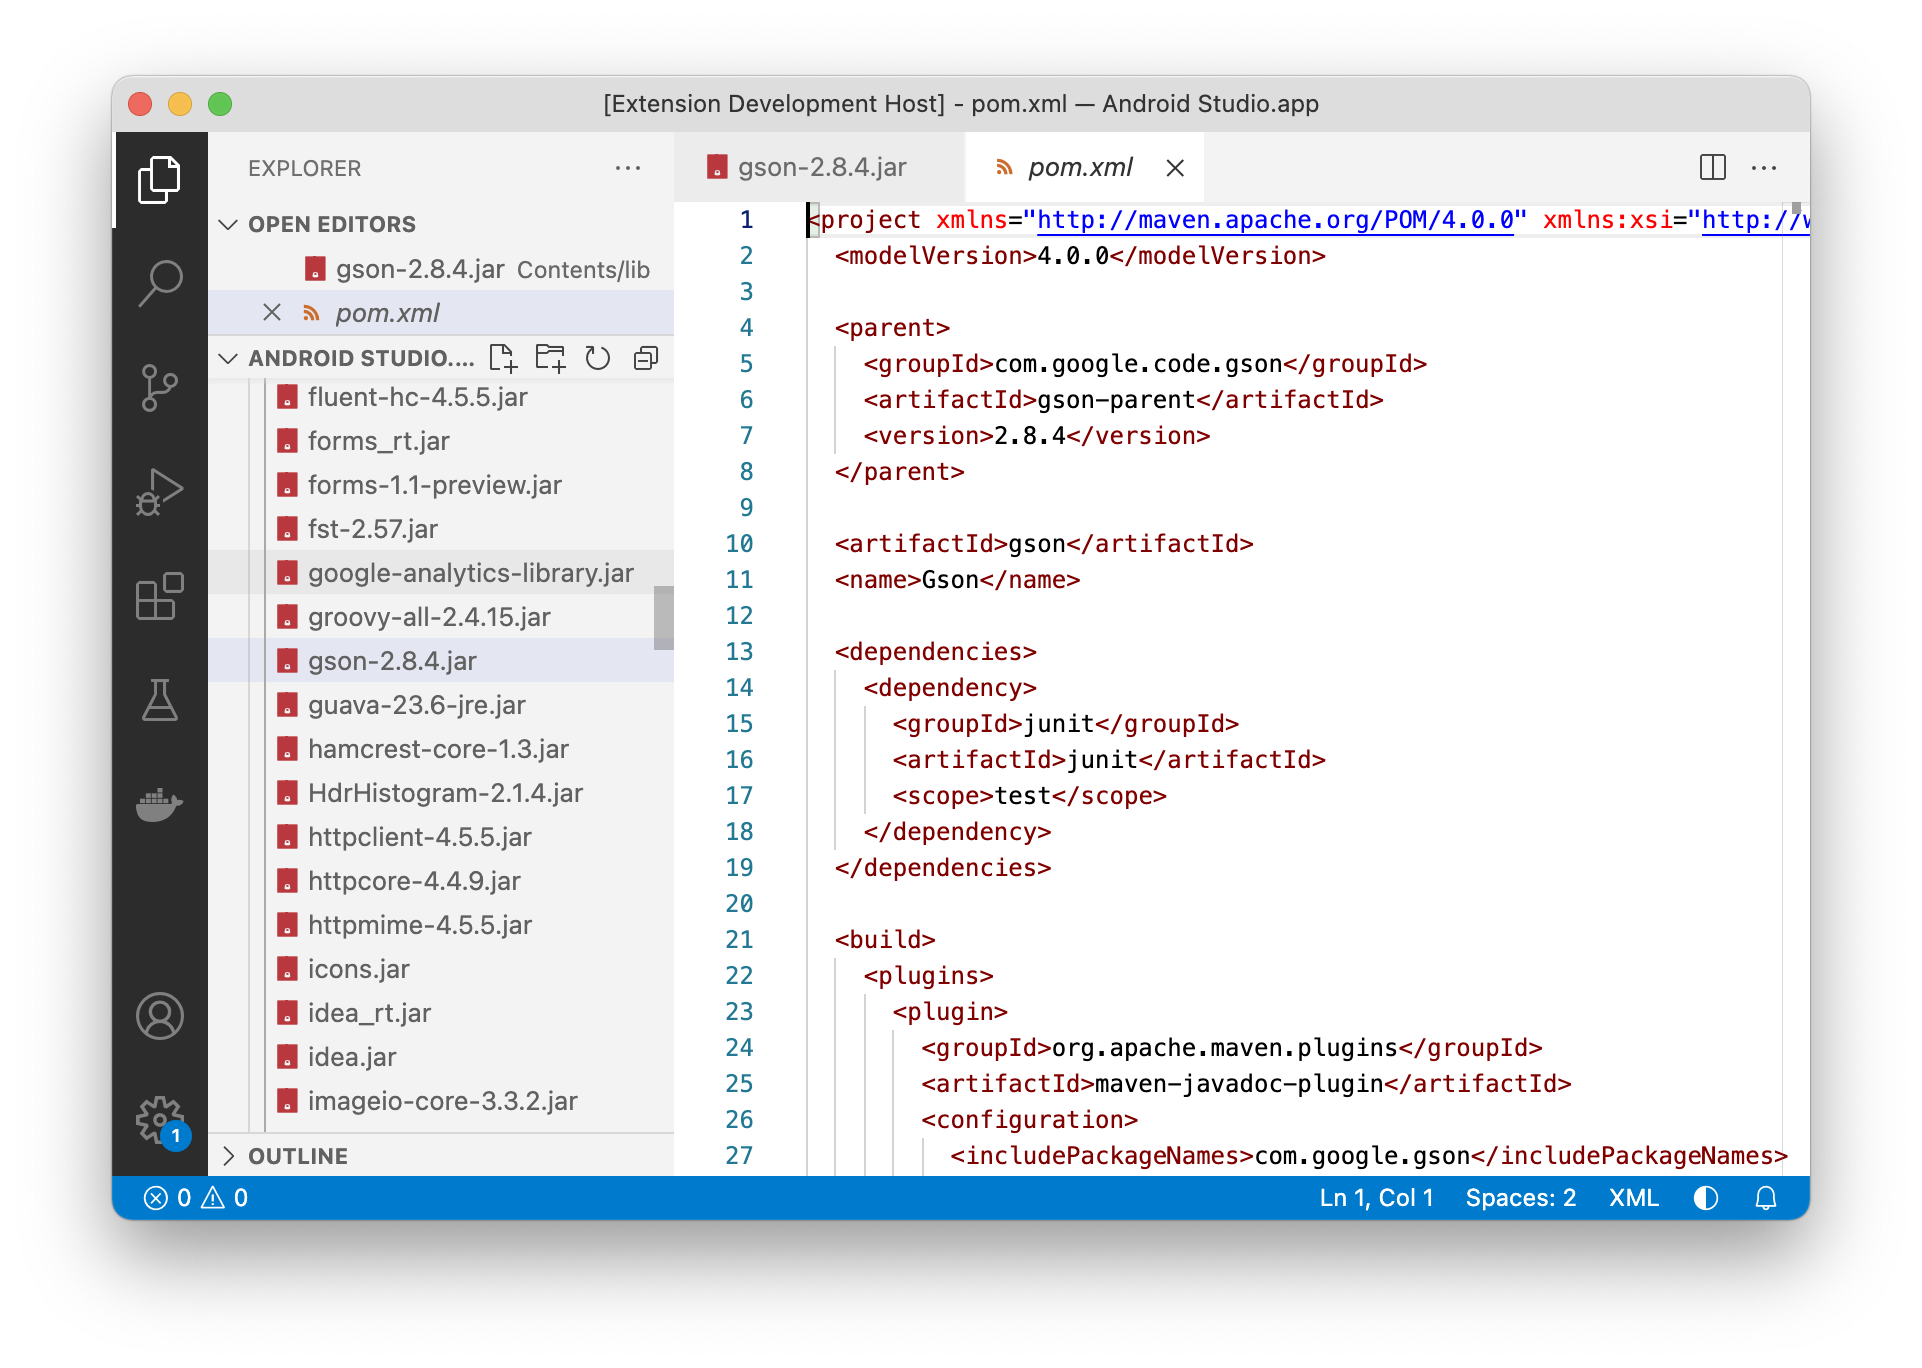 [Extension Development Host] - pom.xml — Android Studio.app
EXPLORER
OPEN EDITORS
gson-2.8.4.jar Contents/lib
pom.xml
ANDROID STUDIO....
fluent-hc-4.5.5.jar
forms_rt.jar
forms-1.1-preview.jar
fst-2.57.jar
google-analytics-library.jar
groovy-all-2.4.15.jar
gson-2.8.4.jar
guava-23.6-jre.jar
hamcrest-core-1.3.jar
HdrHistogram-2.1.4.jar
httpclient-4.5.5.jar
httpcore-4.4.9.jar
httpmime-4.5.5.jar
icons.jar
idea_rt.jar
idea.jar
imageio-core-3.3.2.jar
OUTLINE
1
gson-2.8.4.jar
pom.xml
1 <project xmlns="http://maven.apache.org/POM/4.0.0" xmlns:xsi="http://
2 <modelVersion>4.0.0</modelVersion>
3
4 <parent>
5 <groupId>com.google.code.gson</groupId>
6 <artifactId>gson-parent</artifactId>
7 <version>2.8.4</version>
8 </parent>
9
10 <artifactId>gson</artifactId>
11 <name>Gson</name>
12
13 <dependencies>
14 <dependency>
15 <groupId>junit</groupId>
16 <artifactId>junit</artifactId>
17 <scope>test</scope>
18 </dependency>
19 </dependencies>
20
21 <build>
22 <plugins>
23 <plugin>
24 <groupId>org.apache.maven.plugins</groupId>
25 <artifactId>maven-javadoc-plugin</artifactId>
26 <configuration>
27 <includePackageNames>com.google.gson</includePackageNames>
0 0
Ln 1, Col 1 Spaces: 2 XML